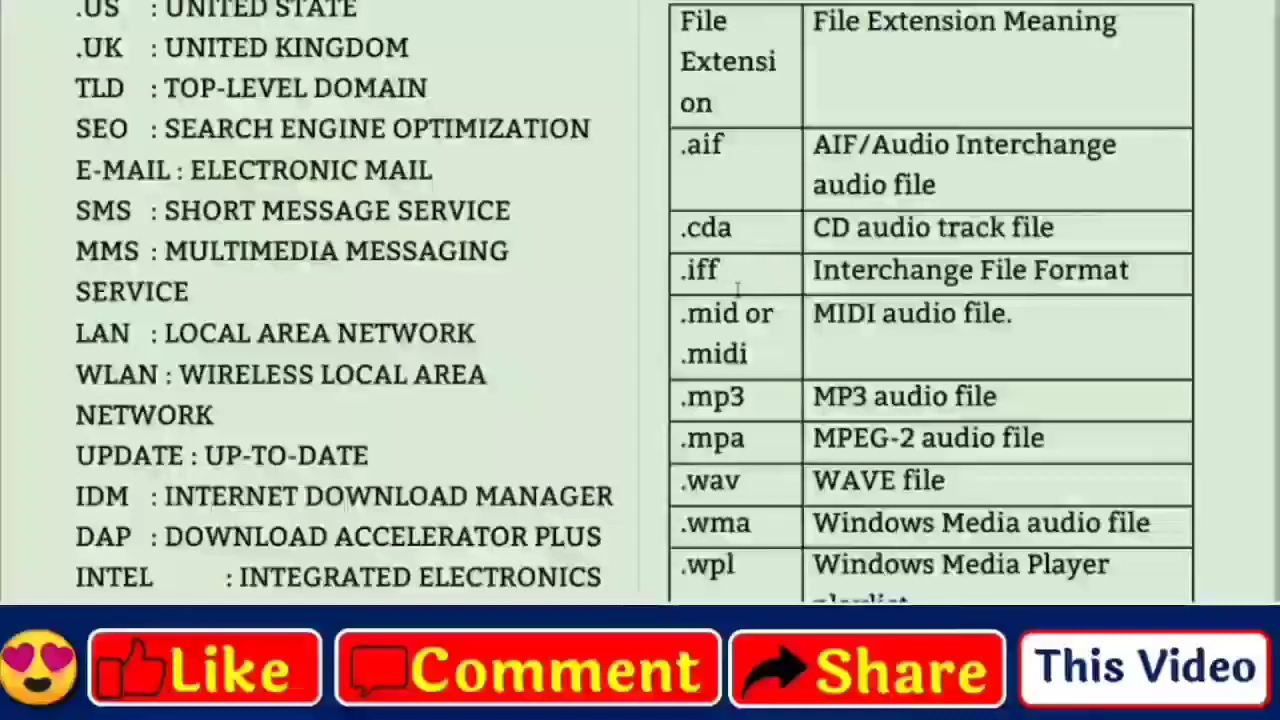 .US : UNITED STATE
.UK : UNITED KINGDOM
TLD : TOP-LEVEL DOMAIN
SEO : SEARCH ENGINE OPTIMIZATION
E-MAIL : ELECTRONIC MAIL
SMS : SHORT MESSAGE SERVICE
MMS : MULTIMEDIA MESSAGING
SERVICE
LAN : LOCAL AREA NETWORK
WLAN : WIRELESS LOCAL AREA
NETWORK
UPDATE : UP-TO-DATE
IDM : INTERNET DOWNLOAD MANAGER
DAP : DOWNLOAD ACCELERATOR PLUS
INTEL : INTEGRATED ELECTRONICS
File
Extensi
on
File Extension Meaning
.aif
AIF/Audio Interchange
audio file
.cda
CD audio track file
.iff
Interchange File Format
.mid or
.midi
MIDI audio file.
.mp3
MP3 audio file
.mpa
MPEG-2 audio file
.wav
WAVE file
.wma
Windows Media audio file
.wpl
Windows Media Player
playlist
Like
Comment
Share
This Video